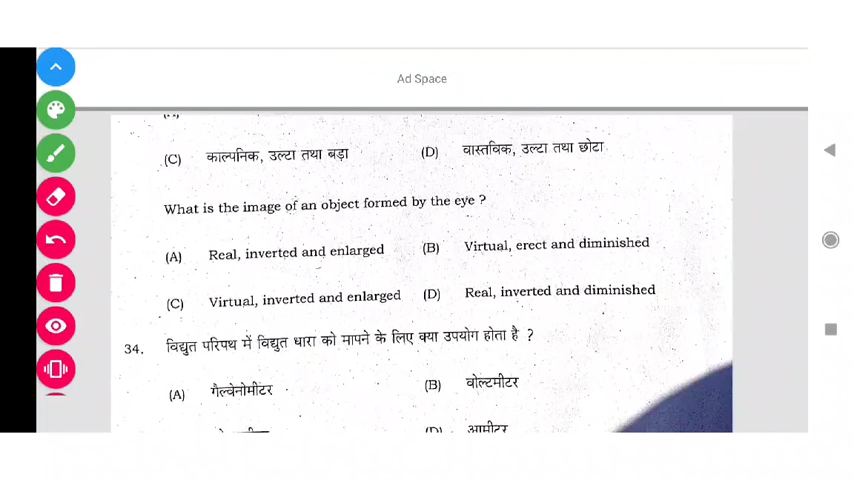 Ad Space
(C) काल्पनिक, उल्टा तथा बड़ा (D) वास्तविक, उल्टा तथा छोटा
What is the image of an object formed by the eye ?
(A) Real, inverted and enlarged (B) Virtual, erect and diminished
(C) Virtual, inverted and enlarged (D) Real, inverted and diminished
34. विद्युत परिपथ में विद्युत धारा को मापने के लिए क्या उपयोग होता है ?
(A) गैल्वेनोमीटर (B) वोल्टमीटर
(D) आमीटर